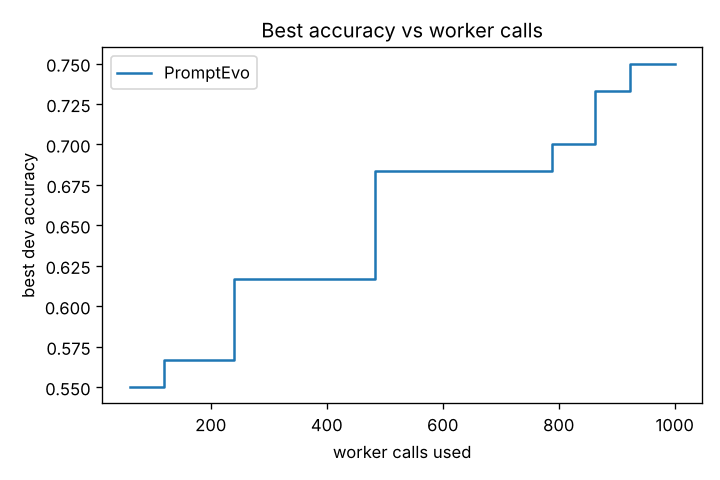 Best accuracy vs worker calls
PromptEvo
best dev accuracy
0.750
0.725
0.700
0.675
0.650
0.625
0.600
0.575
0.550
200 400 600 800 1000
worker calls used